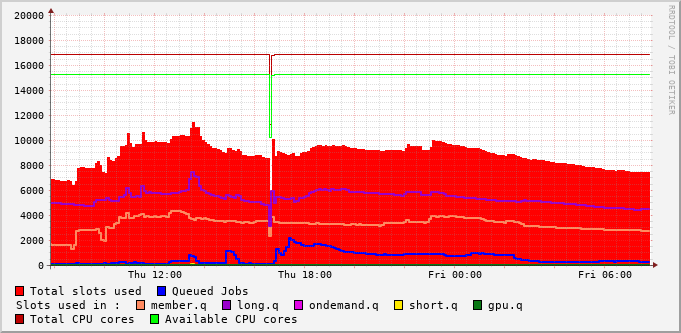 20000
18000
16000
14000
12000
10000
8000
6000
4000
2000
0
Thu 12:00 Thu 18:00 Fri 00:00 Fri 06:00
RRDTOOL / TOBI OETIKER
Total slots used Queued Jobs
Slots used in : member.q long.q ondemand.q short.q gpu.q
Total CPU cores Available CPU cores